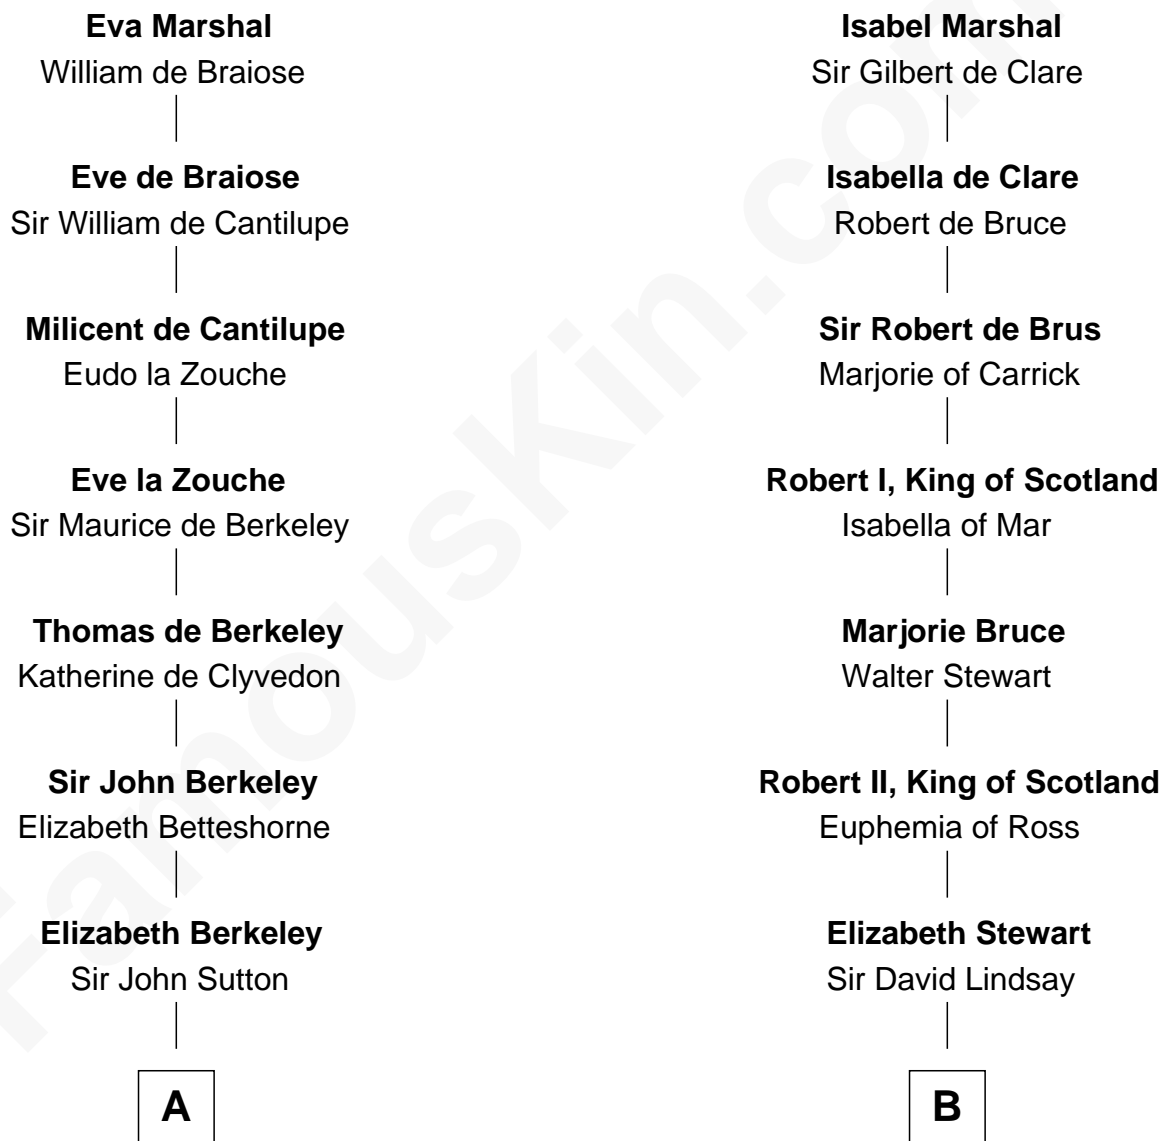 Eva Marshal
William de Braiose
Eve de Braiose
Sir William de Cantilupe
Milicent de Cantilupe
Eudo la Zouche
Eve la Zouche
Sir Maurice de Berkeley
Thomas de Berkeley
Katherine de Clyvedon
Sir John Berkeley
Elizabeth Betteshorne
Elizabeth Berkeley
Sir John Sutton
A
Isabel Marshal
Sir Gilbert de Clare
Isabella de Clare
Robert de Bruce
Sir Robert de Brus
Marjorie of Carrick
Robert I, King of Scotland
Isabella of Mar
Marjorie Bruce
Walter Stewart
Robert II, King of Scotland
Euphemia of Ross
Elizabeth Stewart
Sir David Lindsay
B
FamousKin.com